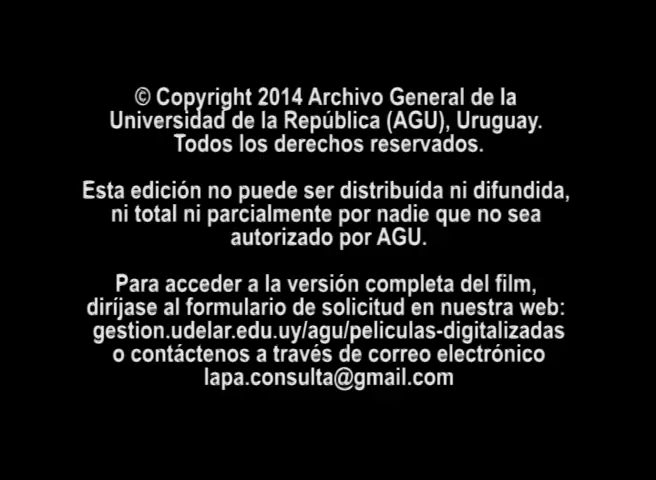 © Copyright 2014 Archivo General de la
Universidad de la República (AGU), Uruguay.
Todos los derechos reservados.
Esta edición no puede ser distribuída ni difundida,
ni total ni parcialmente por nadie que no sea
autorizado por AGU.
Para acceder a la versión completa del film,
diríjase al formulario de solicitud en nuestra web:
gestion.udelar.edu.uy/agu/peliculas-digitalizadas
o contáctenos a través de correo electrónico
lapa.consulta@gmail.com